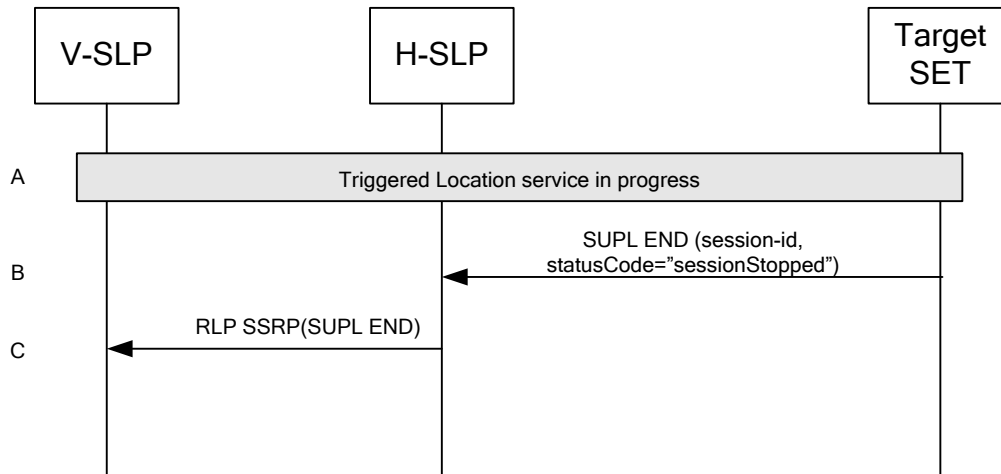 V-SLP
H-SLP
Target
SET
A
Triggered Location service in progress
SUPL END (session-id,
statusCode=”sessionStopped”)
B
RLP SSRP(SUPL END)
C